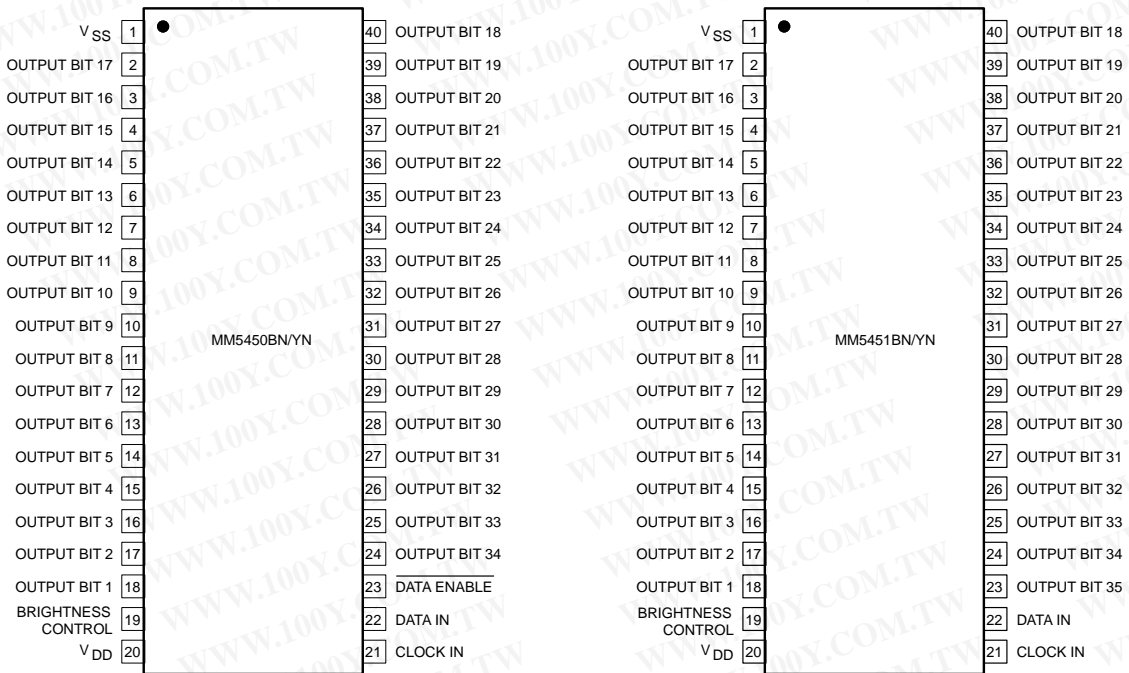 V SS 1 40 OUTPUT BIT 18
OUTPUT BIT 17 2 39 OUTPUT BIT 19
OUTPUT BIT 16 3 38 OUTPUT BIT 20
OUTPUT BIT 15 4 37 OUTPUT BIT 21
OUTPUT BIT 14 5 36 OUTPUT BIT 22
OUTPUT BIT 13 6 35 OUTPUT BIT 23
OUTPUT BIT 12 7 34 OUTPUT BIT 24
OUTPUT BIT 11 8 33 OUTPUT BIT 25
OUTPUT BIT 10 9 32 OUTPUT BIT 26
OUTPUT BIT 9 10 31 OUTPUT BIT 27
MM5450BN/YN
OUTPUT BIT 8 11 30 OUTPUT BIT 28
OUTPUT BIT 7 12 29 OUTPUT BIT 29
OUTPUT BIT 6 13 28 OUTPUT BIT 30
OUTPUT BIT 5 14 27 OUTPUT BIT 31
OUTPUT BIT 4 15 26 OUTPUT BIT 32
OUTPUT BIT 3 16 25 OUTPUT BIT 33
OUTPUT BIT 2 17 24 OUTPUT BIT 34
OUTPUT BIT 1 18 23 DATA ENABLE
BRIGHTNESS
CONTROL 19 22 DATA IN
V DD 20 21 CLOCK IN
V SS 1 40 OUTPUT BIT 18
OUTPUT BIT 17 2 39 OUTPUT BIT 19
OUTPUT BIT 16 3 38 OUTPUT BIT 20
OUTPUT BIT 15 4 37 OUTPUT BIT 21
OUTPUT BIT 14 5 36 OUTPUT BIT 22
OUTPUT BIT 13 6 35 OUTPUT BIT 23
OUTPUT BIT 12 7 34 OUTPUT BIT 24
OUTPUT BIT 11 8 33 OUTPUT BIT 25
OUTPUT BIT 10 9 32 OUTPUT BIT 26
OUTPUT BIT 9 10 31 OUTPUT BIT 27
MM5451BN/YN
OUTPUT BIT 8 11 30 OUTPUT BIT 28
OUTPUT BIT 7 12 29 OUTPUT BIT 29
OUTPUT BIT 6 13 28 OUTPUT BIT 30
OUTPUT BIT 5 14 27 OUTPUT BIT 31
OUTPUT BIT 4 15 26 OUTPUT BIT 32
OUTPUT BIT 3 16 25 OUTPUT BIT 33
OUTPUT BIT 2 17 24 OUTPUT BIT 34
OUTPUT BIT 1 18 23 OUTPUT BIT 35
BRIGHTNESS
CONTROL 19 22 DATA IN
V DD 20 21 CLOCK IN
WWW.100Y.COM.TW